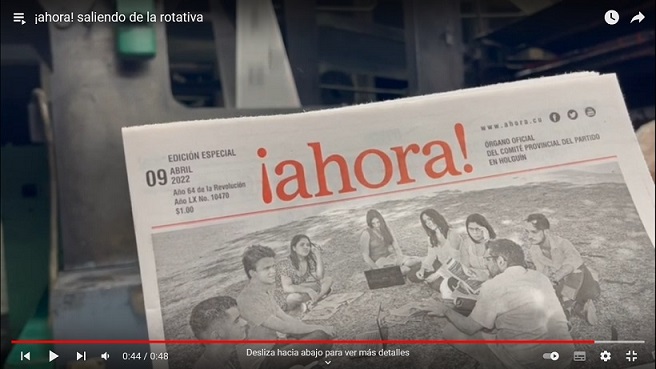 ¡ahora! saliendo de la rotativa
EDICIÓN ESPECIAL
09 ABRIL
2022
Año 64 de la Revolución
Año LX No. 10470
$1.00
¡ahora!
www.ahora.cu
ÓRGANO OFICIAL
DEL COMITÉ PROVINCIAL DEL PARTIDO
EN HOLGUÍN
0:44 / 0:48
Desliza hacia abajo para ver más detalles